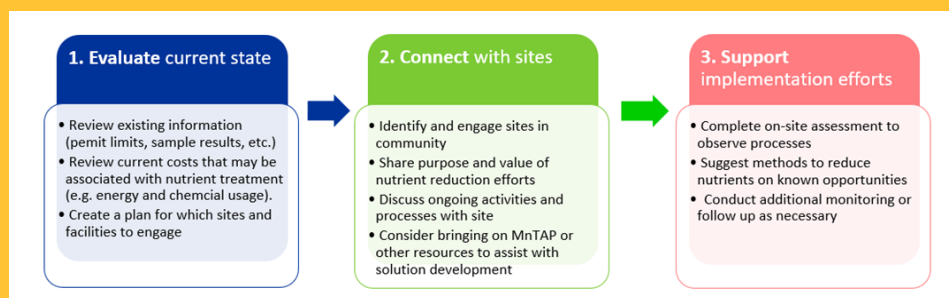 1. Evaluate current state
• Review existing information
(pemit limits, sample results, etc.)
• Review current costs that may be
associated with nutrient treatment
(e.g. energy and chemcial usage).
• Create a plan for which sites and
facilities to engage
2. Connect with sites
• Identify and engage sites in
community
• Share purpose and value of
nutrient reduction efforts
• Discuss ongoing activities and
processes with site
• Consider bringing on MnTAP or
other resources to assist with
solution development
3. Support
implementation efforts
• Complete on-site assessment to
observe processes
• Suggest methods to reduce
nutrients on known opportunities
• Conduct additional monitoring or
follow up as necessary